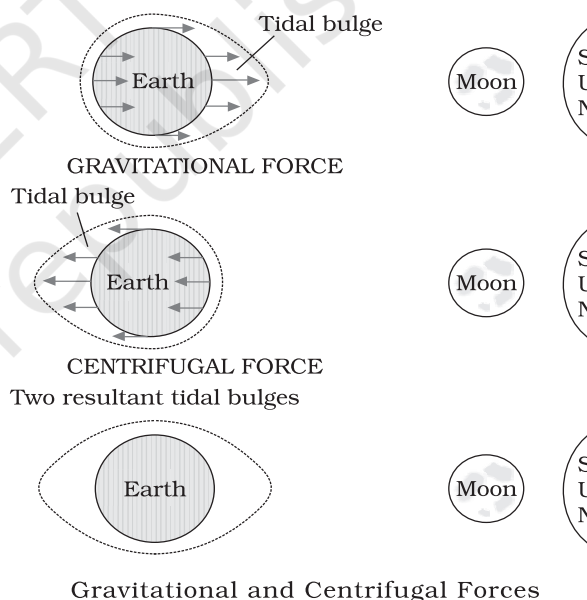 Tidal bulge
Earth
Moon
S
U
N
GRAVITATIONAL FORCE
Tidal bulge
Earth
Moon
S
U
N
CENTRIFUGAL FORCE
Two resultant tidal bulges
Earth
Moon
S
U
N
Gravitational and Centrifugal Forces